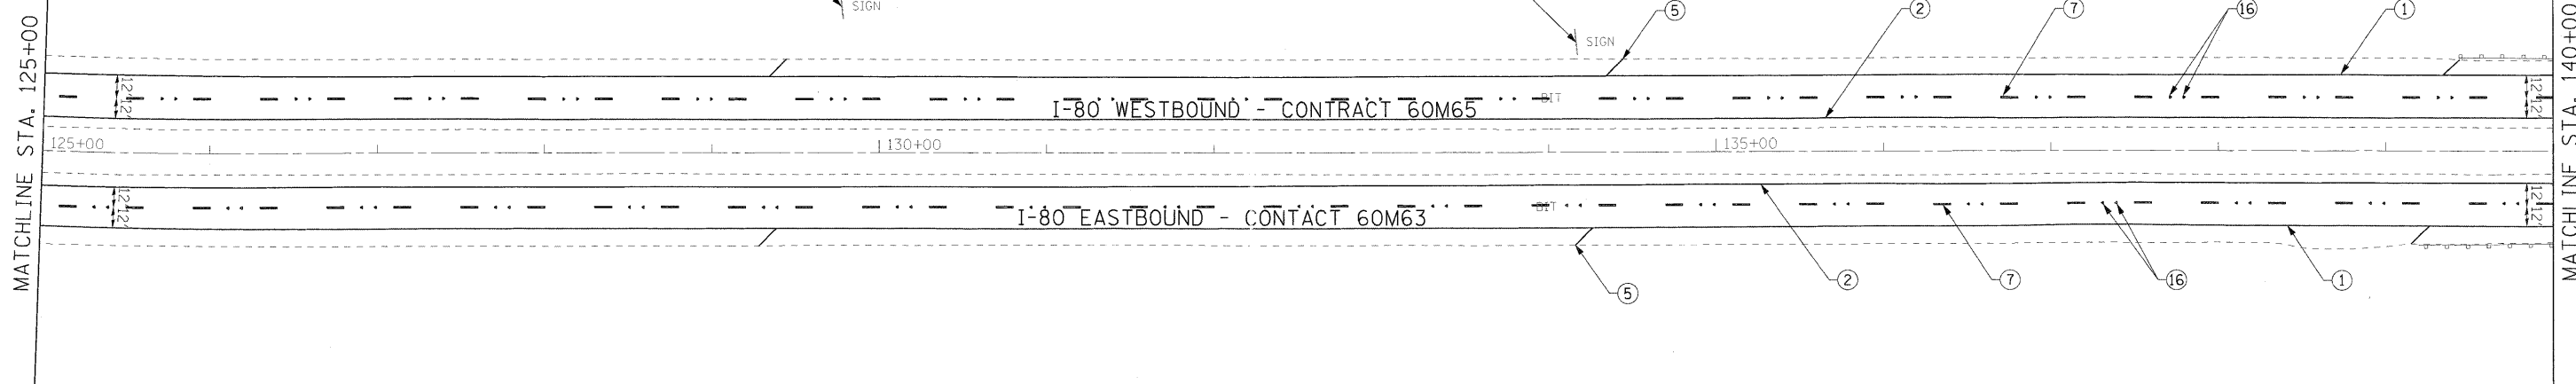 SIGN
SIGN
5
2
7
16
1
MATCHLINE STA. 125+00
MATCHLINE STA. 140+00
12'
12'
BIT
12'
12'
I-80 WESTBOUND - CONTRACT 60M65
125+00
130+00
135+00
12'
12'
BIT
12'
12'
I-80 EASTBOUND - CONTACT 60M63
5
2
7
16
1